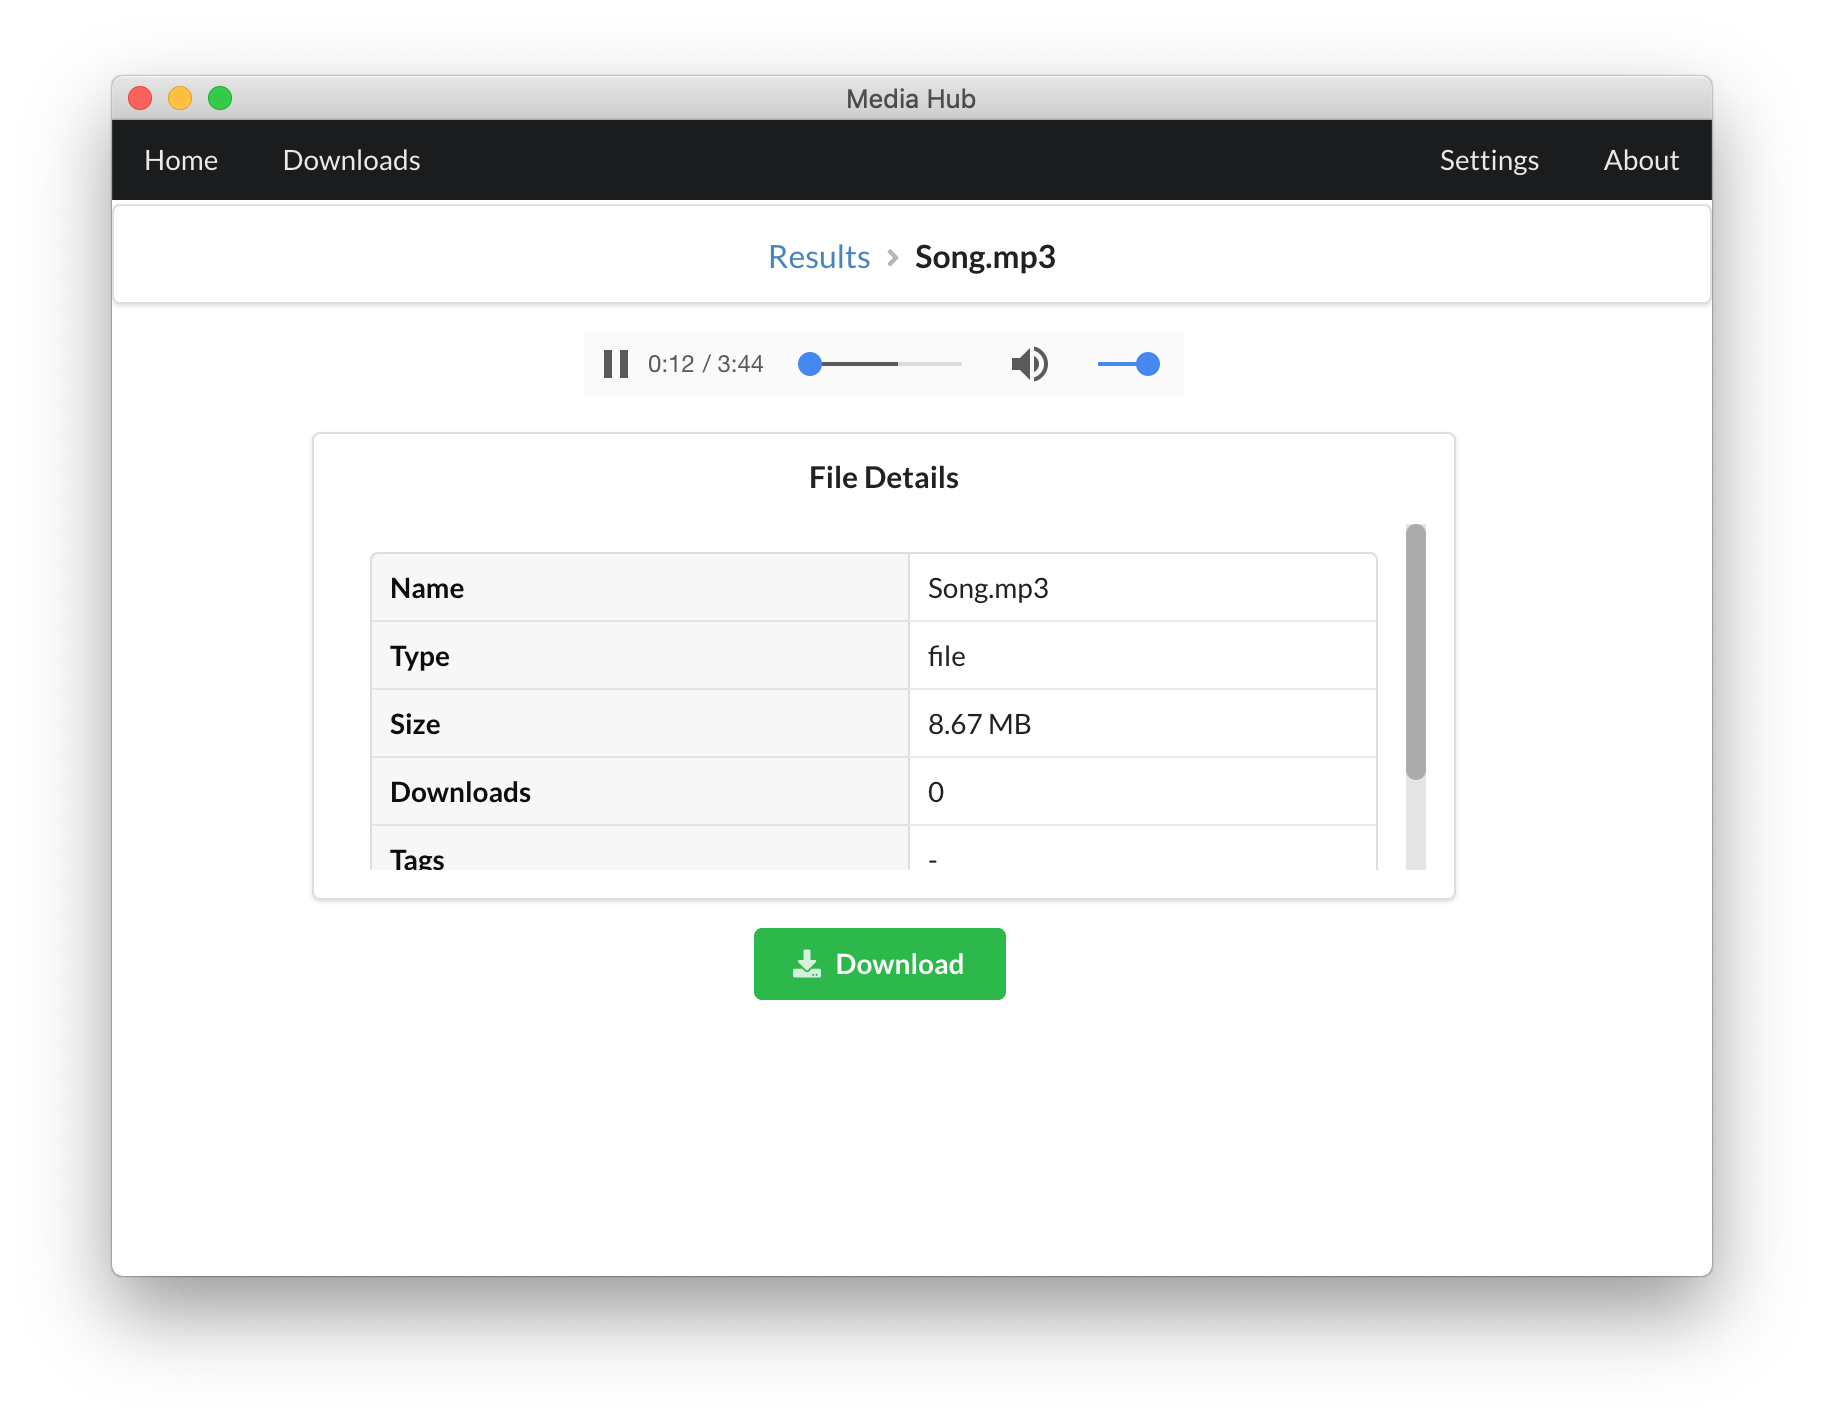 Media Hub
Home Downloads Settings About
Results > Song.mp3
0:12 / 3:44
File Details
Name Song.mp3
Type file
Size 8.67 MB
Downloads 0
Tags -
Download